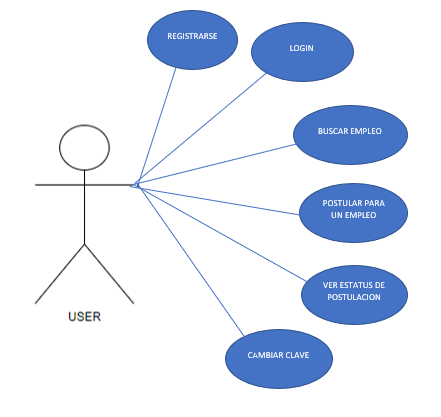 REGISTRARSE
LOGIN
BUSCAR EMPLEO
POSTULAR PARA
UN EMPLEO
VER ESTATUS DE
POSTULACION
CAMBIAR CLAVE
USER